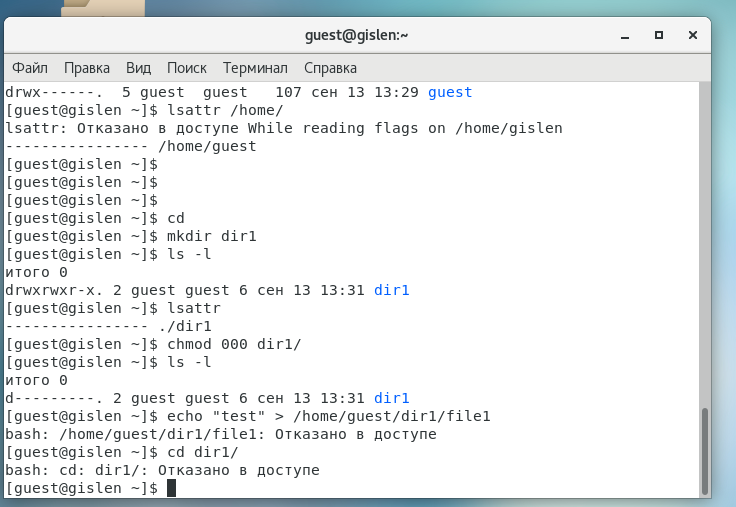 guest@gislen:~
Файл Правка Вид Поиск Терминал Справка
drwx------. 5 guest guest 107 сен 13 13:29 guest
[guest@gislen ~]$ lsattr /home/
lsattr: Отказано в доступе While reading flags on /home/gislen
---------------- /home/guest
[guest@gislen ~]$
[guest@gislen ~]$
[guest@gislen ~]$
[guest@gislen ~]$ cd
[guest@gislen ~]$ mkdir dir1
[guest@gislen ~]$ ls -l
итого 0
drwxrwxr-x. 2 guest guest 6 сен 13 13:31 dir1
[guest@gislen ~]$ lsattr
---------------- ./dir1
[guest@gislen ~]$ chmod 000 dir1/
[guest@gislen ~]$ ls -l
итого 0
d---------. 2 guest guest 6 сен 13 13:31 dir1
[guest@gislen ~]$ echo "test" > /home/guest/dir1/file1
bash: /home/guest/dir1/file1: Отказано в доступе
[guest@gislen ~]$ cd dir1/
bash: cd: dir1/: Отказано в доступе
[guest@gislen ~]$